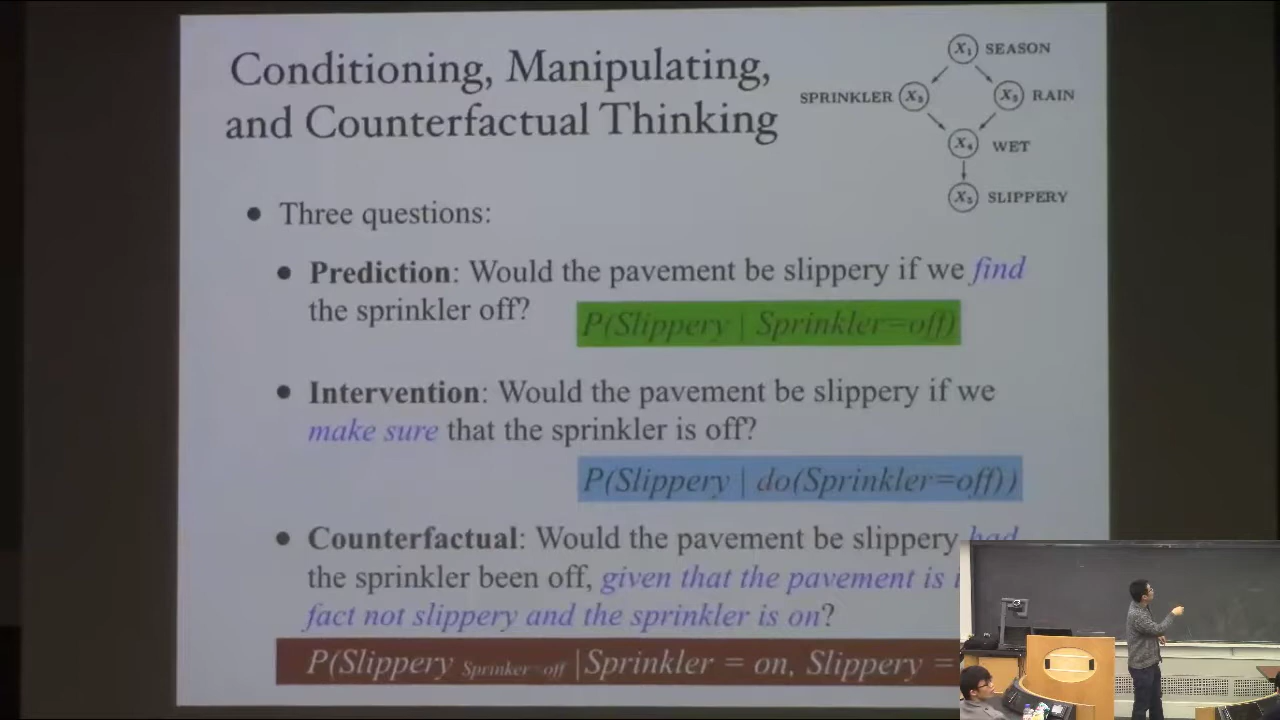 Conditioning, Manipulating,
and Counterfactual Thinking
X₁ SEASON
SPRINKLER X₃
X₂ RAIN
X₄ WET
X₅ SLIPPERY
• Three questions:
• Prediction: Would the pavement be slippery if we find
the sprinkler off?
P(Slippery | Sprinkler=off)
• Intervention: Would the pavement be slippery if we
make sure that the sprinkler is off?
P(Slippery | do(Sprinkler=off))
• Counterfactual: Would the pavement be slippery had
the sprinkler been off, given that the pavement is
fact not slippery and the sprinkler is on?
P(Slippery Sprinker=off | Sprinkler = on, Slippery =